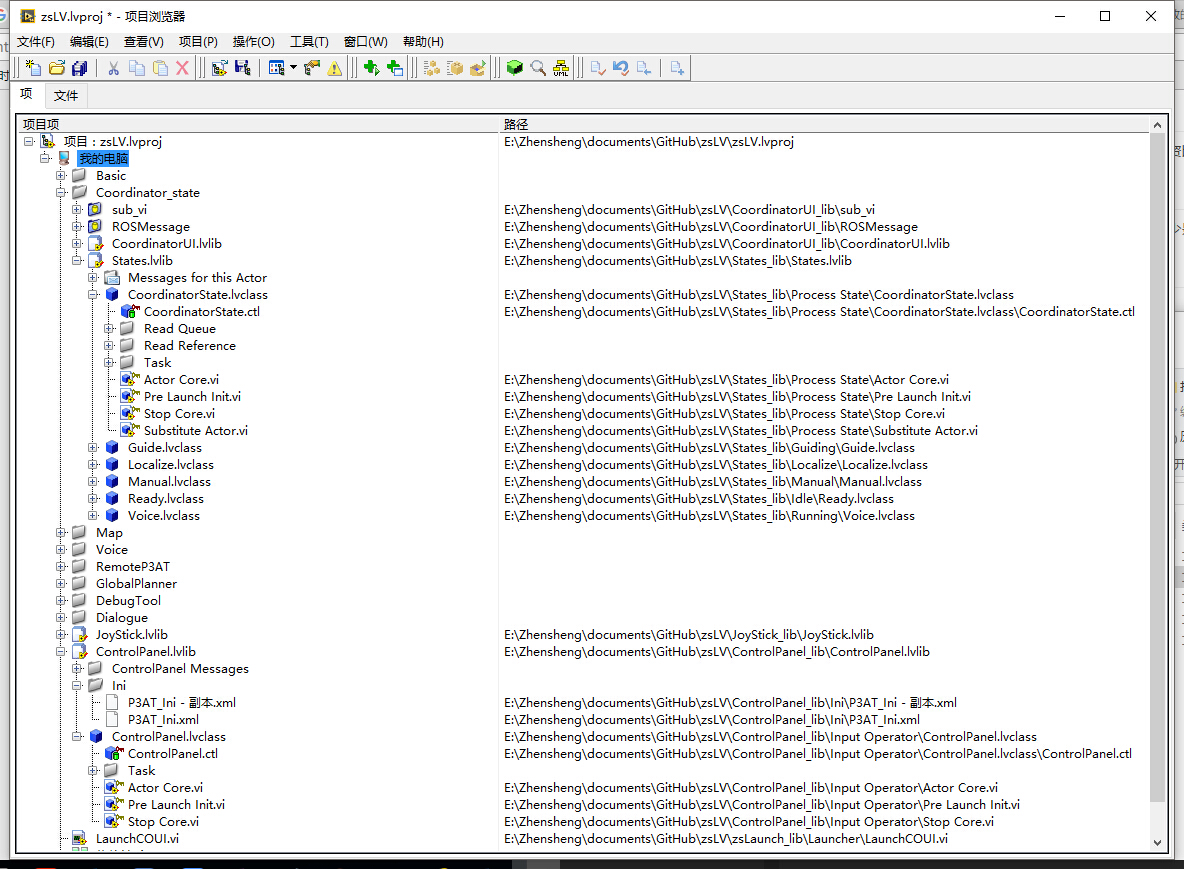 zsLV.lvproj * - 项目浏览器
文件(F) 编辑(E) 查看(V) 项目(P) 操作(O) 工具(T) 窗口(W) 帮助(H)
项 文件
项目项 路径
项目：zsLV.lvproj E:\Zhensheng\documents\GitHub\zsLV\zsLV.lvproj
我的电脑
Basic
Coordinator_state
sub_vi E:\Zhensheng\documents\GitHub\zsLV\CoordinatorUI_lib\sub_vi
ROSMessage E:\Zhensheng\documents\GitHub\zsLV\CoordinatorUI_lib\ROSMessage
CoordinatorUI.lvlib E:\Zhensheng\documents\GitHub\zsLV\CoordinatorUI_lib\CoordinatorUI.lvlib
States.lvlib E:\Zhensheng\documents\GitHub\zsLV\States_lib\States.lvlib
Messages for this Actor
CoordinatorState.lvclass E:\Zhensheng\documents\GitHub\zsLV\States_lib\Process State\CoordinatorState.lvclass
CoordinatorState.ctl E:\Zhensheng\documents\GitHub\zsLV\States_lib\Process State\CoordinatorState.lvclass\CoordinatorState.ctl
Read Queue
Read Reference
Task
Actor Core.vi E:\Zhensheng\documents\GitHub\zsLV\States_lib\Process State\Actor Core.vi
Pre Launch Init.vi E:\Zhensheng\documents\GitHub\zsLV\States_lib\Process State\Pre Launch Init.vi
Stop Core.vi E:\Zhensheng\documents\GitHub\zsLV\States_lib\Process State\Stop Core.vi
Substitute Actor.vi E:\Zhensheng\documents\GitHub\zsLV\States_lib\Process State\Substitute Actor.vi
Guide.lvclass E:\Zhensheng\documents\GitHub\zsLV\States_lib\Guiding\Guide.lvclass
Localize.lvclass E:\Zhensheng\documents\GitHub\zsLV\States_lib\Localize\Localize.lvclass
Manual.lvclass E:\Zhensheng\documents\GitHub\zsLV\States_lib\Manual\Manual.lvclass
Ready.lvclass E:\Zhensheng\documents\GitHub\zsLV\States_lib\Idle\Ready.lvclass
Voice.lvclass E:\Zhensheng\documents\GitHub\zsLV\States_lib\Running\Voice.lvclass
Map
Voice
RemoteP3AT
GlobalPlanner
DebugTool
Dialogue
JoyStick.lvlib E:\Zhensheng\documents\GitHub\zsLV\JoyStick_lib\JoyStick.lvlib
ControlPanel.lvlib E:\Zhensheng\documents\GitHub\zsLV\ControlPanel_lib\ControlPanel.lvlib
ControlPanel Messages
Ini
P3AT_Ini - 副本.xml E:\Zhensheng\documents\GitHub\zsLV\ControlPanel_lib\Ini\P3AT_Ini - 副本.xml
P3AT_Ini.xml E:\Zhensheng\documents\GitHub\zsLV\ControlPanel_lib\Ini\P3AT_Ini.xml
ControlPanel.lvclass E:\Zhensheng\documents\GitHub\zsLV\ControlPanel_lib\Input Operator\ControlPanel.lvclass
ControlPanel.ctl E:\Zhensheng\documents\GitHub\zsLV\ControlPanel_lib\Input Operator\ControlPanel.lvclass\ControlPanel.ctl
Task
Actor Core.vi E:\Zhensheng\documents\GitHub\zsLV\ControlPanel_lib\Input Operator\Actor Core.vi
Pre Launch Init.vi E:\Zhensheng\documents\GitHub\zsLV\ControlPanel_lib\Input Operator\Pre Launch Init.vi
Stop Core.vi E:\Zhensheng\documents\GitHub\zsLV\ControlPanel_lib\Input Operator\Stop Core.vi
LaunchCOUI.vi E:\Zhensheng\documents\GitHub\zsLV\zsLaunch_lib\Launcher\LaunchCOUI.vi